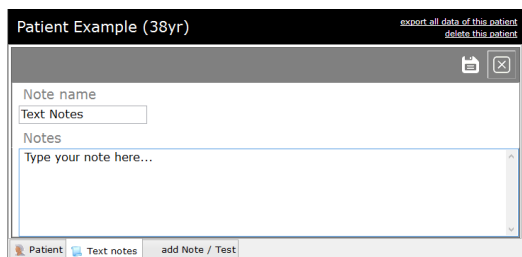 Patient Example (38yr)
export all data of this patient
delete this patient
Note name
Text Notes
Notes
Type your note here...
Patient Text notes add Note / Test